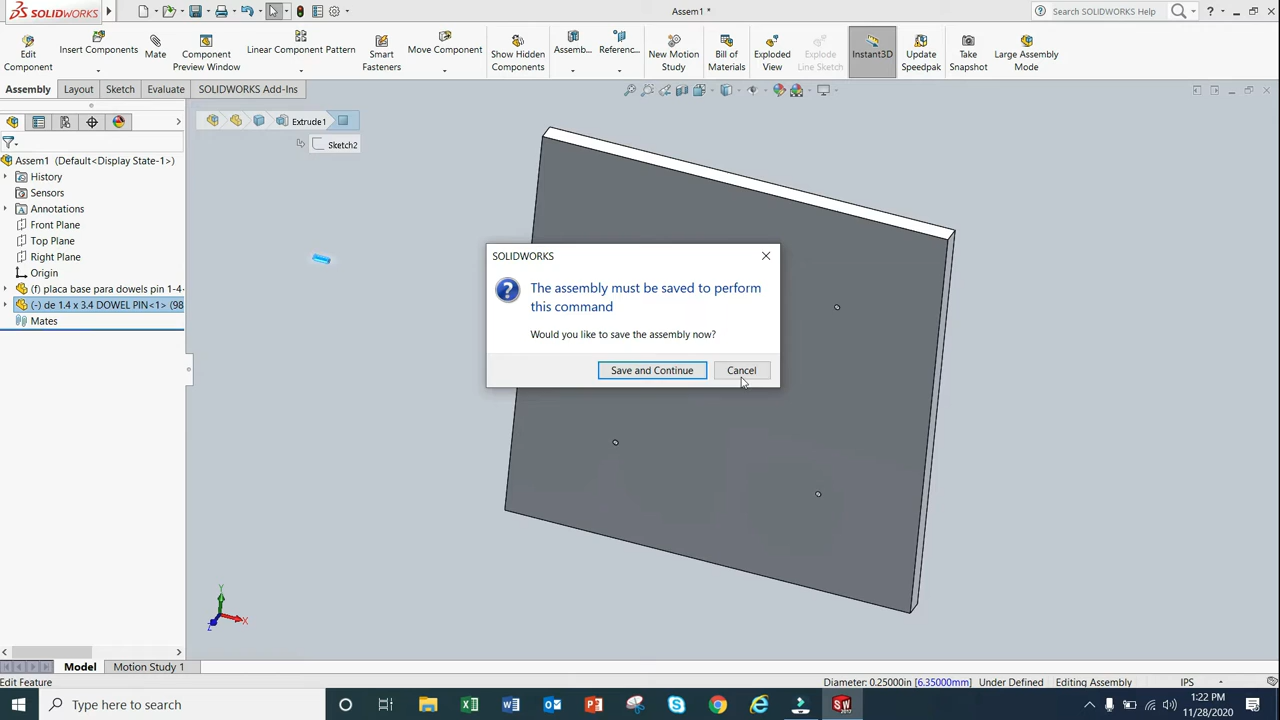 SOLIDWORKS
Assem1 *
Search SOLIDWORKS Help
Edit Component
Insert Components
Mate
Component Preview Window
Linear Component Pattern
Smart Fasteners
Move Component
Show Hidden Components
Assemb...
Referenc...
New Motion Study
Bill of Materials
Exploded View
Explode Line Sketch
Instant3D
Update Speedpak
Take Snapshot
Large Assembly Mode
Assembly
Layout
Sketch
Evaluate
SOLIDWORKS Add-Ins
Extrude1
Sketch2
Assem1 (Default<Display State-1>)
History
Sensors
Annotations
Front Plane
Top Plane
Right Plane
Origin
(f) placa base para dowels pin 1-4-
(-) de 1.4 x 3.4 DOWEL PIN<1> (98
Mates
SOLIDWORKS
The assembly must be saved to perform
this command
Would you like to save the assembly now?
Save and Continue
Cancel
Y
X
Z
Model
Motion Study 1
Edit Feature
Diameter: 0.25000in [6.35000mm]
Under Defined
Editing Assembly
IPS
Type here to search
1:22 PM
11/28/2020